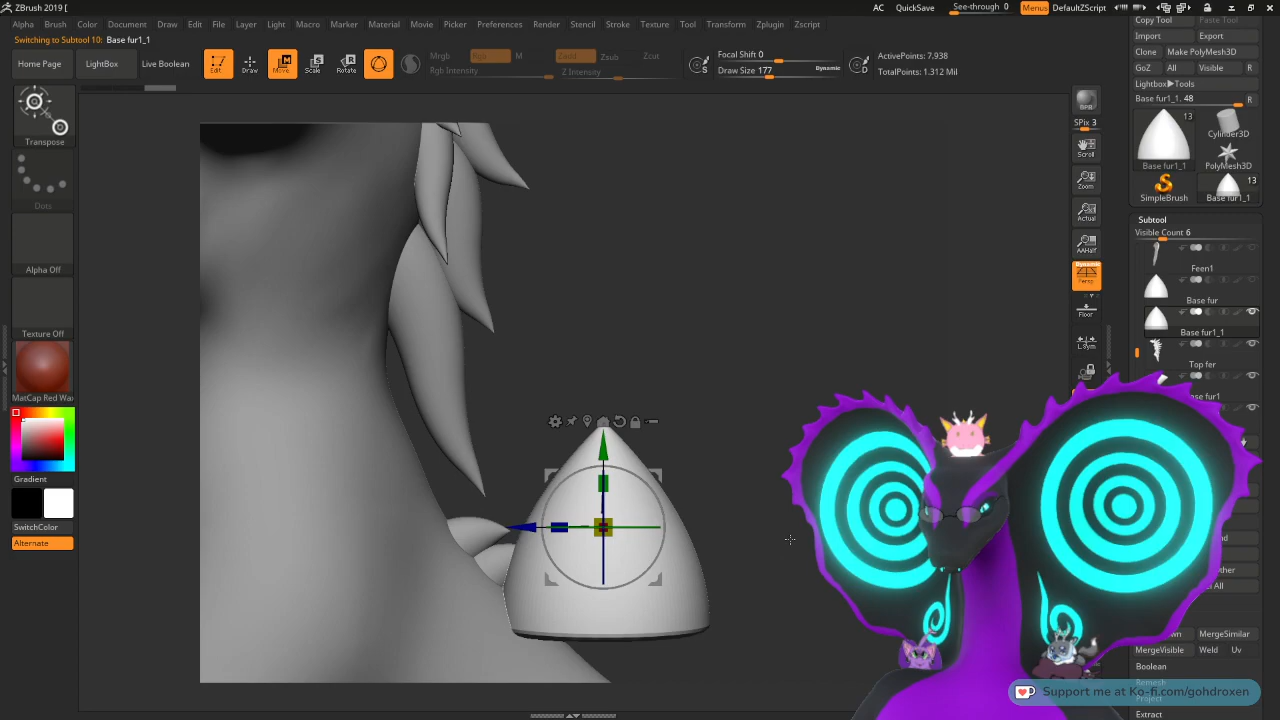 ZBrush 2019 [
AC QuickSave See-through 0 Menus DefaultZScript
Alpha Brush Color Document Draw Edit File Layer Light Macro Marker Material Movie Picker Preferences Render Stencil Stroke Texture Tool Transform Zplugin Zscript
Switching to Subtool 10: Base fur1_1
Home Page LightBox Live Boolean Edit Draw Move Scale Rotate
Mrgb Rgb M Zadd Zsub Zcut
Rgb Intensity Z Intensity
Focal Shift 0
Draw Size 177 Dynamic
ActivePoints: 7,938
TotalPoints: 1.312 Mil
Copy Tool Paste Tool
Import Export
Clone Make PolyMesh3D
GoZ All Visible R
Lightbox▶Tools
Base fur1_1. 48 R
13
Cylinder3D
Base fur1_1 PolyMesh3D
13
SimpleBrush Base fur1_1
Subtool
Visible Count 6
Feen1
Base fur
Base fur1_1
Top fer
MergeSimilar
MergeVisible Weld Uv
Boolean
Remesh
Extract
Transpose
Dots
Alpha Off
Texture Off
MatCap Red Wax
Gradient
SwitchColor
Alternate
BPR
SPix 3
Scroll
Zoom
Actual
AAHalf
Dynamic
Persp
Floor
L.Sym
Support me at Ko-fi.com/gohdroxen